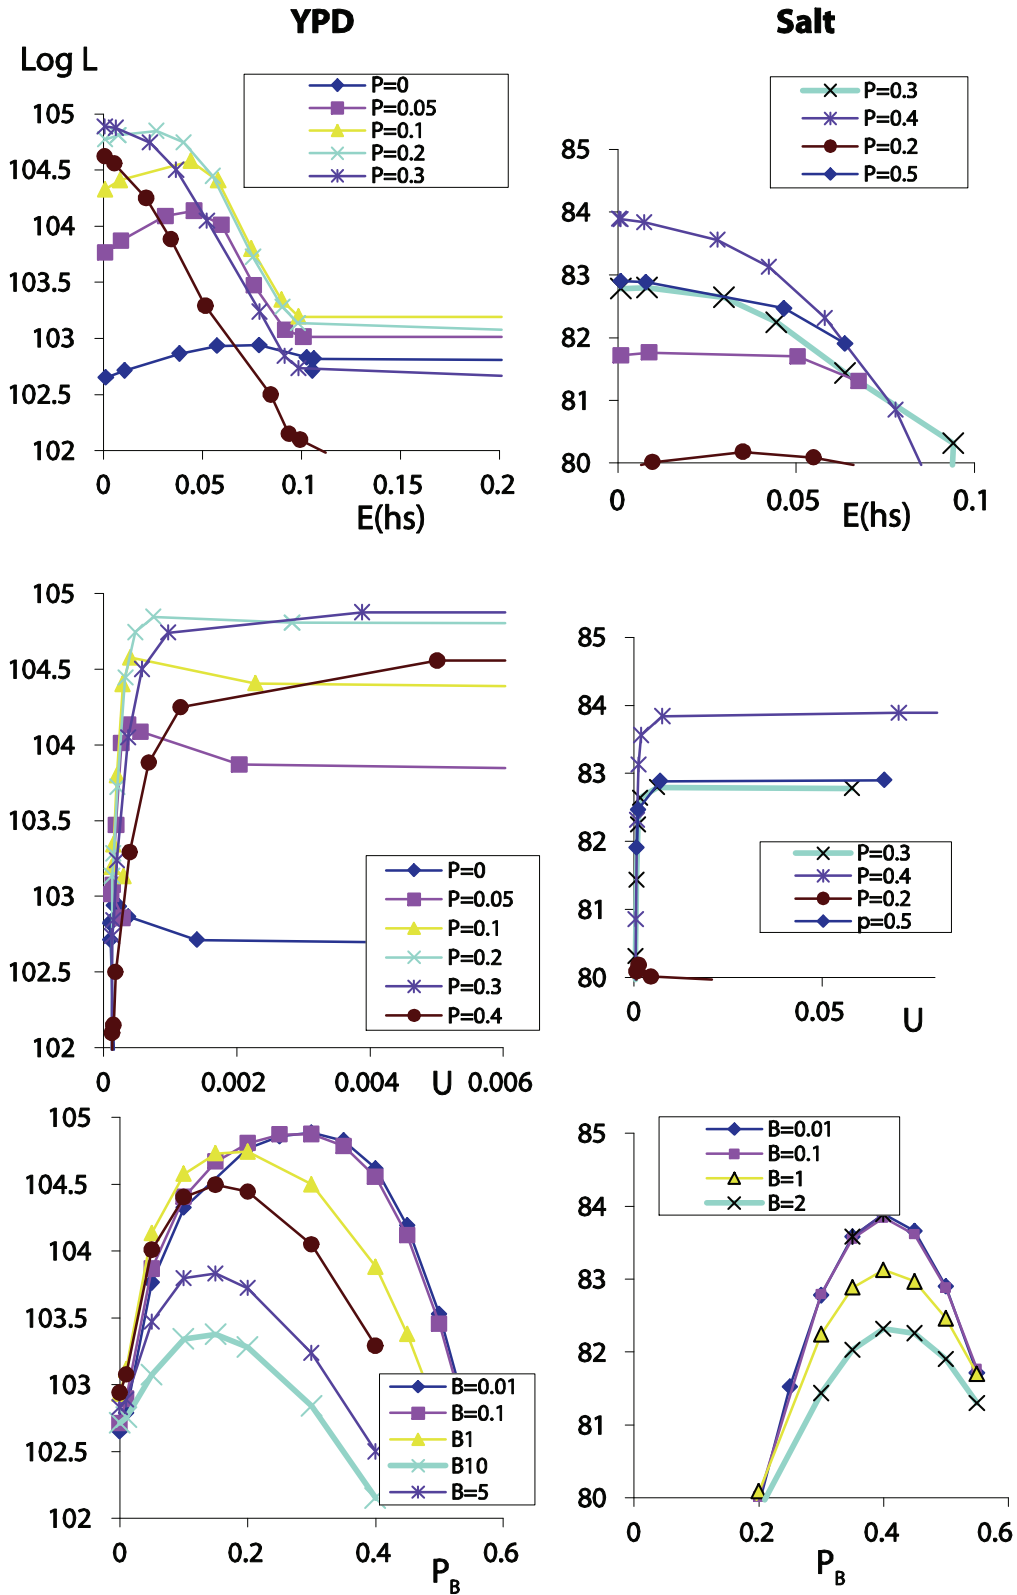 YPD
Salt
Log L
P=0
P=0.05
P=0.1
P=0.2
P=0.3
105
104.5
104
103.5
103
102.5
102
0
0.05
0.1
0.15
0.2
E(hs)
P=0.3
P=0.4
P=0.2
P=0.5
85
84
83
82
81
80
0
0.05
0.1
E(hs)
105
104.5
104
103.5
103
102.5
102
P=0
P=0.05
P=0.1
P=0.2
P=0.3
P=0.4
0
0.002
0.004
U
0.006
85
84
83
82
81
80
P=0.3
P=0.4
P=0.2
p=0.5
0
0.05
U
105
104.5
104
103.5
103
102.5
102
B=0.01
B=0.1
B1
B10
B=5
0
0.2
0.4
0.6
PB
B=0.01
B=0.1
B=1
B=2
85
84
83
82
81
80
0
0.2
0.4
0.6
PB